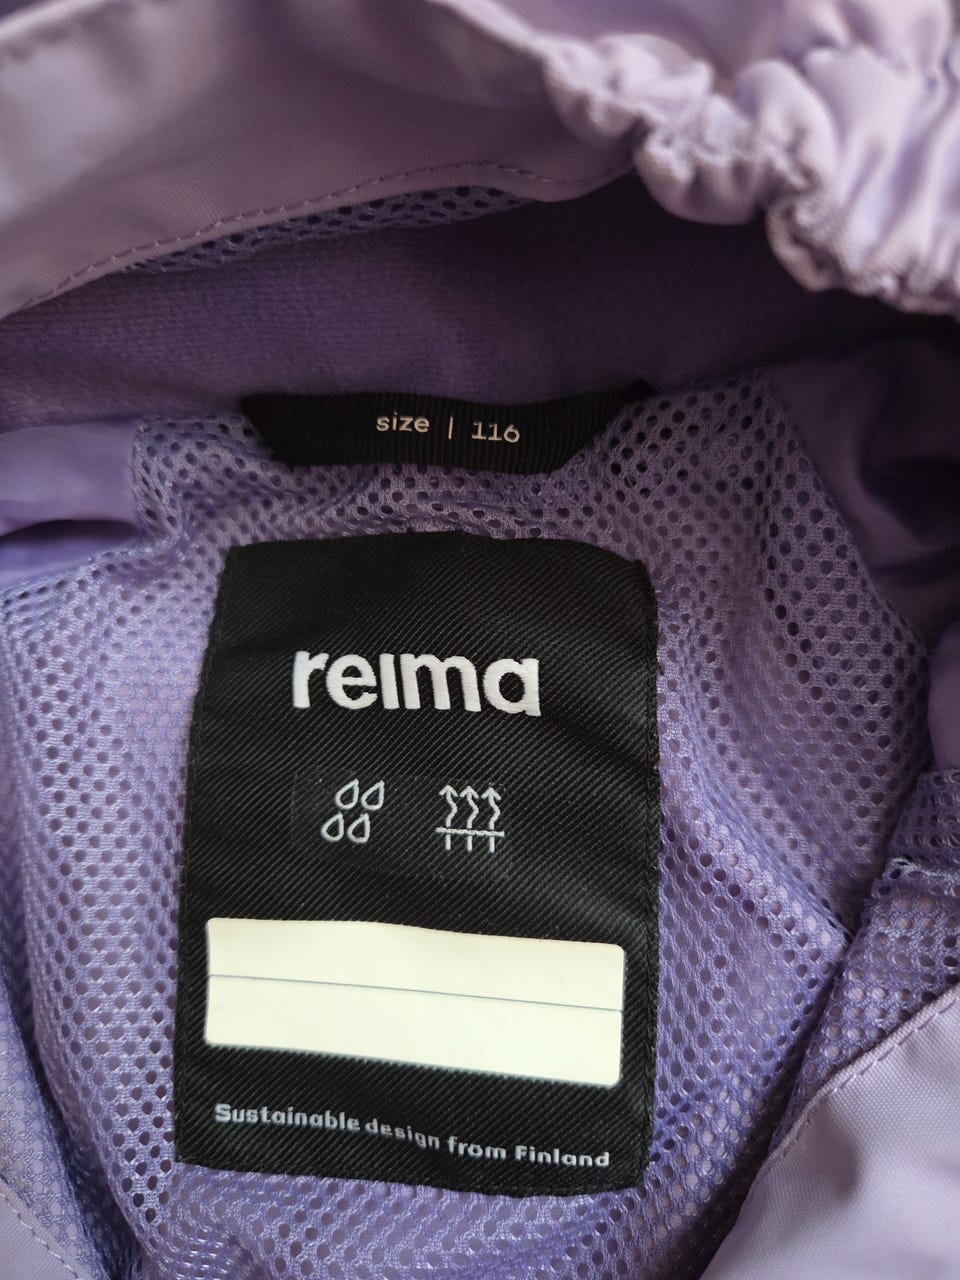 size | 116
reima
Sustainable design from Finland